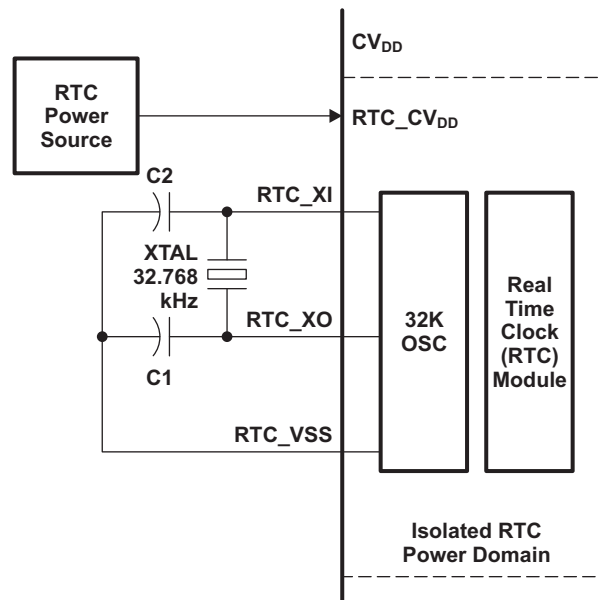 CVDD
RTC
Power
Source
RTC_CVDD
C2
RTC_XI
XTAL
32.768
kHz
RTC_XO
C1
32K
OSC
Real
Time
Clock
(RTC)
Module
RTC_VSS
Isolated RTC
Power Domain